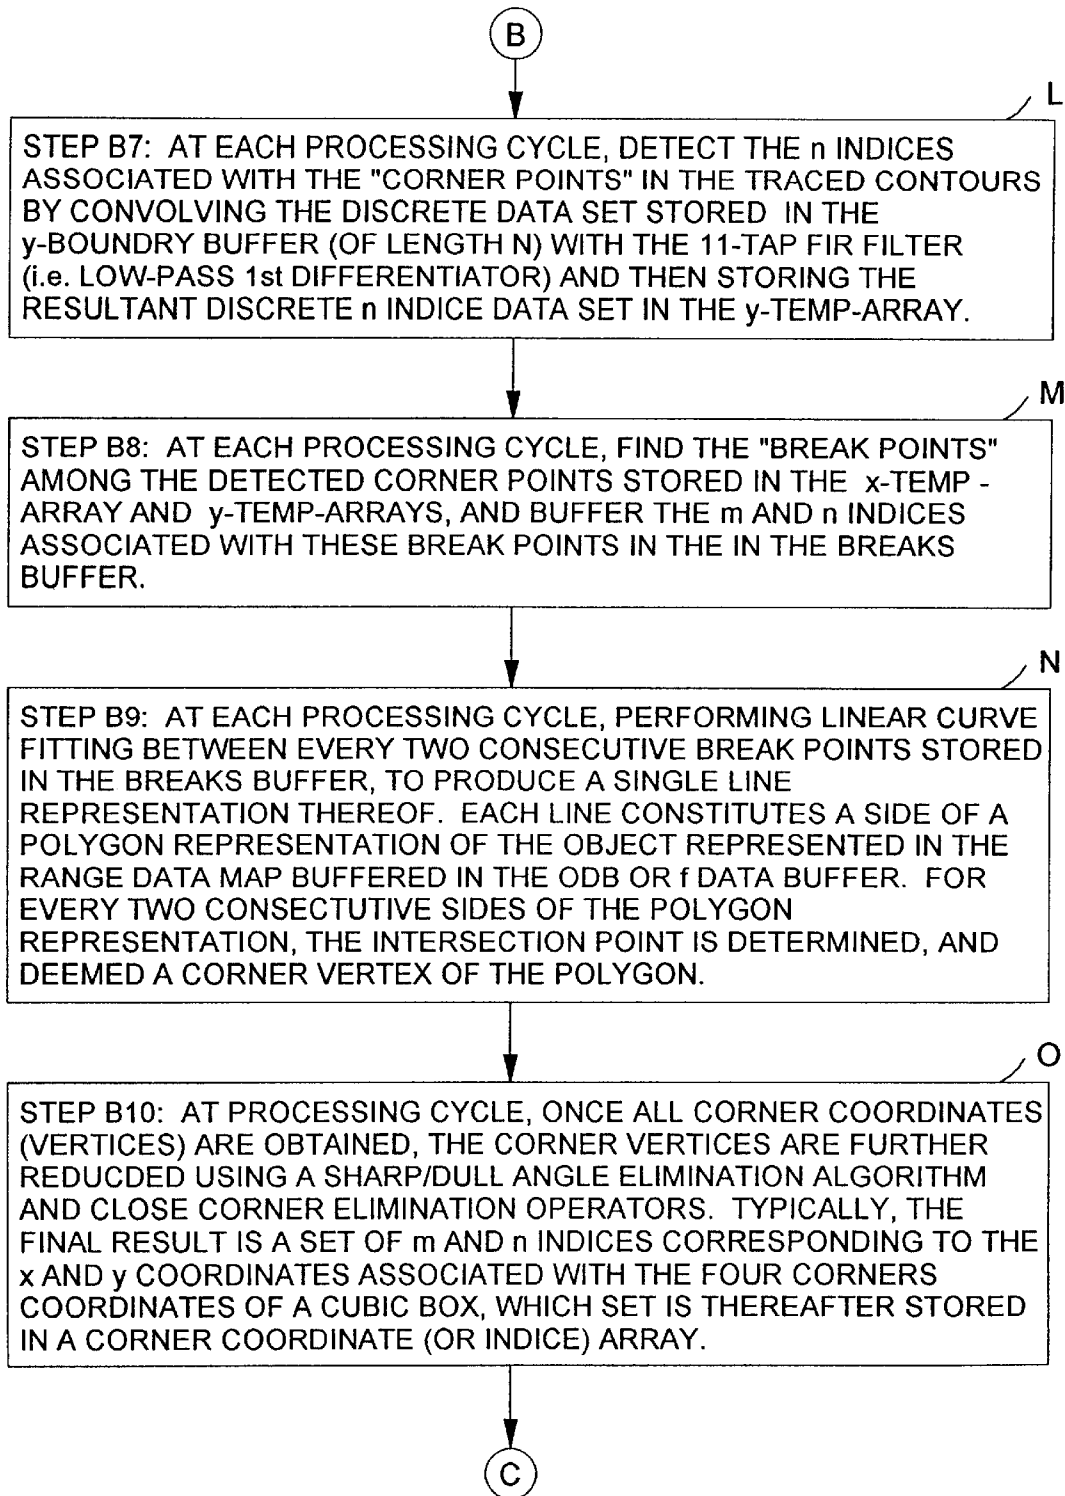 B
L
STEP B7: AT EACH PROCESSING CYCLE, DETECT THE n INDICES
ASSOCIATED WITH THE "CORNER POINTS" IN THE TRACED CONTOURS
BY CONVOLVING THE DISCRETE DATA SET STORED IN THE
y-BOUNDRY BUFFER (OF LENGTH N) WITH THE 11-TAP FIR FILTER
(i.e. LOW-PASS 1st DIFFERENTIATOR) AND THEN STORING THE
RESULTANT DISCRETE n INDICE DATA SET IN THE y-TEMP-ARRAY.
M
STEP B8: AT EACH PROCESSING CYCLE, FIND THE "BREAK POINTS"
AMONG THE DETECTED CORNER POINTS STORED IN THE x-TEMP -
ARRAY AND y-TEMP-ARRAYS, AND BUFFER THE m AND n INDICES
ASSOCIATED WITH THESE BREAK POINTS IN THE IN THE BREAKS
BUFFER.
N
STEP B9: AT EACH PROCESSING CYCLE, PERFORMING LINEAR CURVE
FITTING BETWEEN EVERY TWO CONSECUTIVE BREAK POINTS STORED
IN THE BREAKS BUFFER, TO PRODUCE A SINGLE LINE
REPRESENTATION THEREOF. EACH LINE CONSTITUTES A SIDE OF A
POLYGON REPRESENTATION OF THE OBJECT REPRESENTED IN THE
RANGE DATA MAP BUFFERED IN THE ODB OR f DATA BUFFER. FOR
EVERY TWO CONSECTUTIVE SIDES OF THE POLYGON
REPRESENTATION, THE INTERSECTION POINT IS DETERMINED, AND
DEEMED A CORNER VERTEX OF THE POLYGON.
O
STEP B10: AT PROCESSING CYCLE, ONCE ALL CORNER COORDINATES
(VERTICES) ARE OBTAINED, THE CORNER VERTICES ARE FURTHER
REDUCDED USING A SHARP/DULL ANGLE ELIMINATION ALGORITHM
AND CLOSE CORNER ELIMINATION OPERATORS. TYPICALLY, THE
FINAL RESULT IS A SET OF m AND n INDICES CORRESPONDING TO THE
x AND y COORDINATES ASSOCIATED WITH THE FOUR CORNERS
COORDINATES OF A CUBIC BOX, WHICH SET IS THEREAFTER STORED
IN A CORNER COORDINATE (OR INDICE) ARRAY.
C